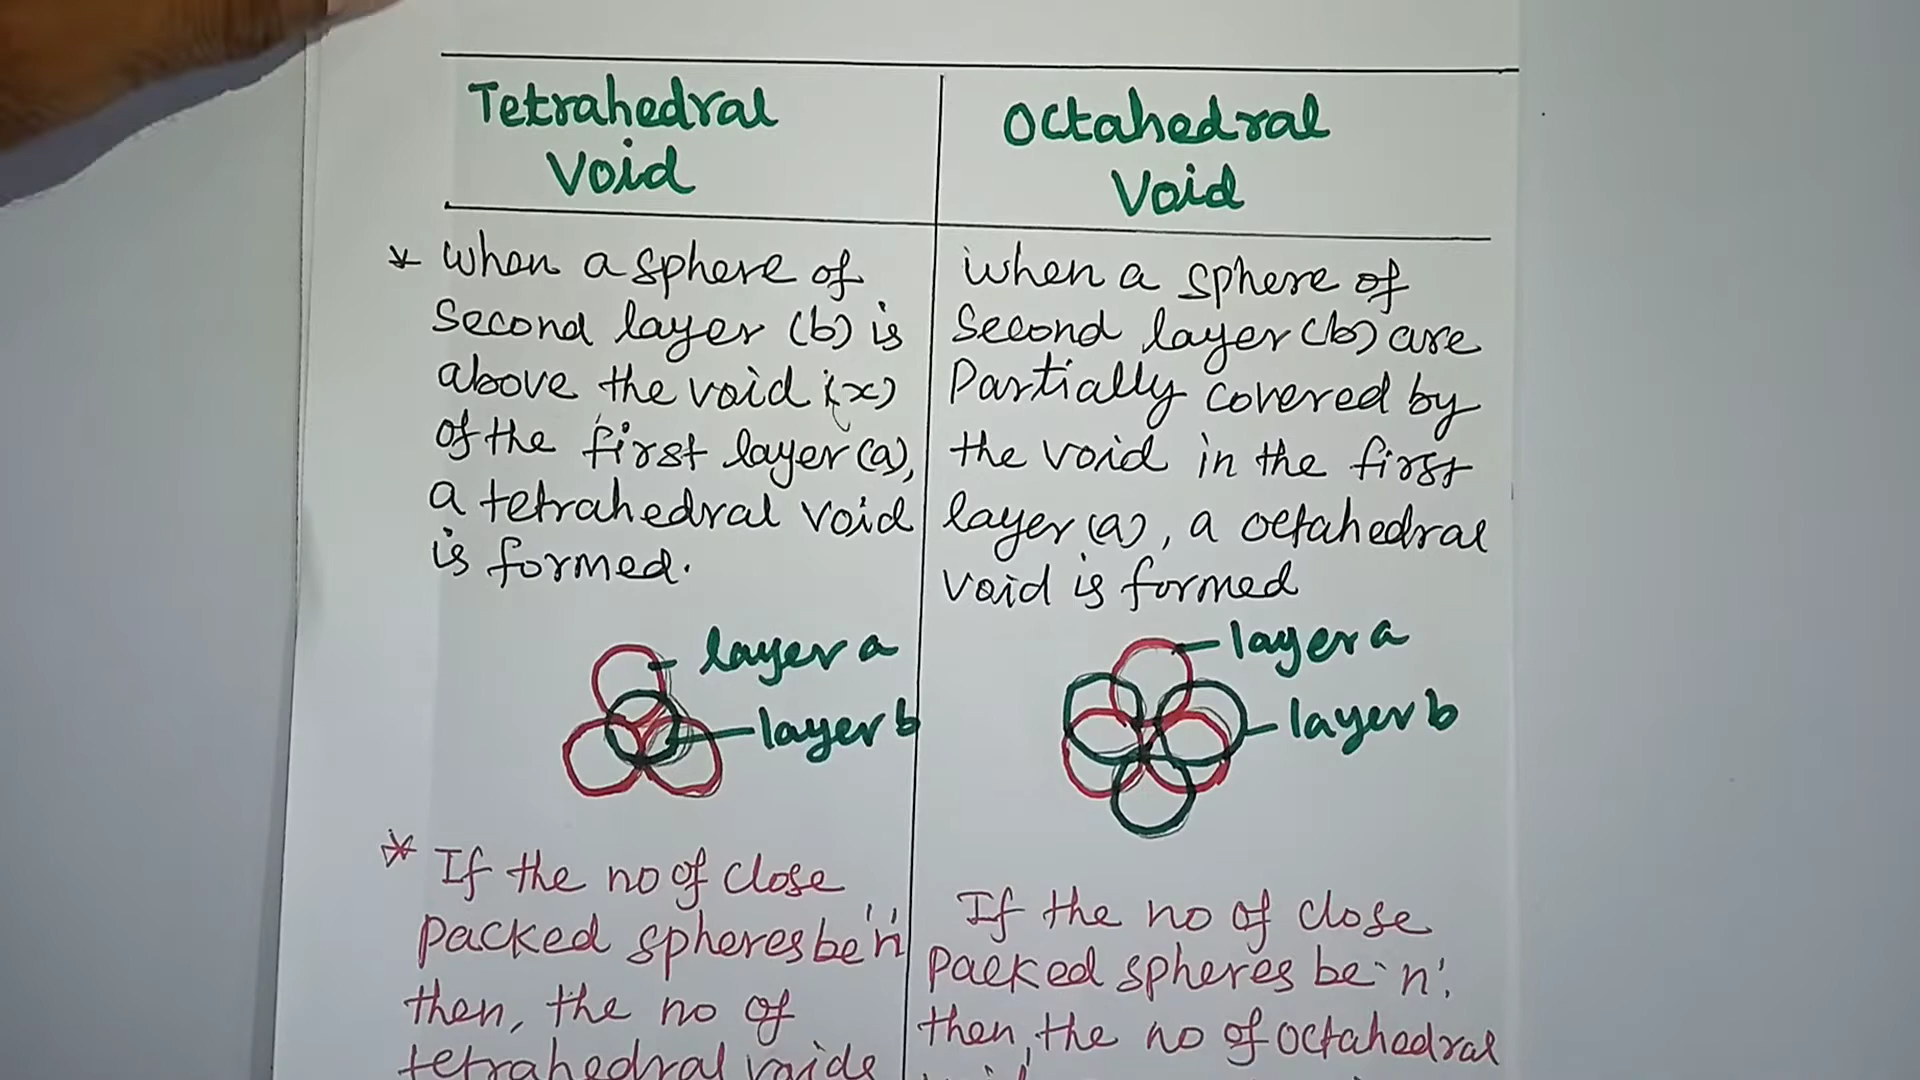 Tetrahedral
Void
Octahedral
Void
* When a sphere of
Second layer (b) is
above the void (x)
of the first layer (a),
a tetrahedral void
is formed.
layer a
layer b
* If the no of close
packed spheres be 'n'
then, the no of
tetrahedral voids
when a sphere of
Second layer (b) are
Partially covered by
the void in the first
layer (a), a octahedral
void is formed
layer a
layer b
If the no of close
Packed spheres be 'n'.
then, the no of octahedral